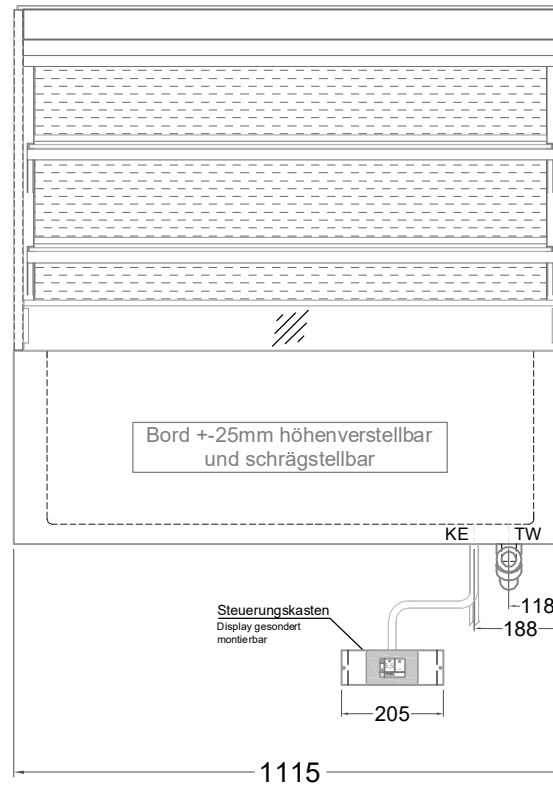 Bord +-25mm höhenverstellbar
und schrägstellbar
KE
TW
118
188
Steuerungskasten
Display gesondert
montierbar
205
1115